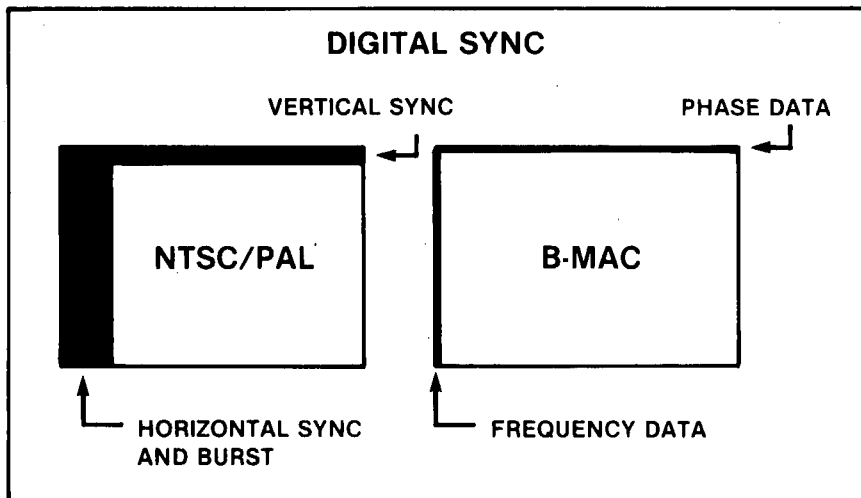 DIGITAL SYNC
VERTICAL SYNC
PHASE DATA
NTSC/PAL
B-MAC
HORIZONTAL SYNC
AND BURST
FREQUENCY DATA